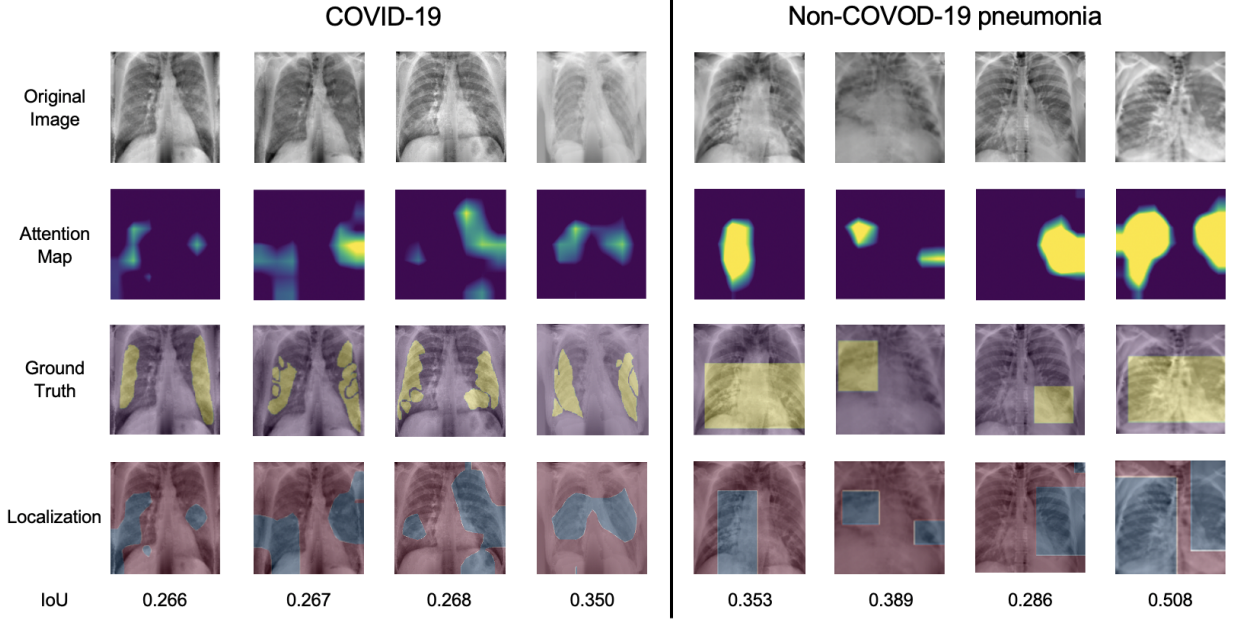 COVID-19
Non-COVOD-19 pneumonia
Original
Image
Attention
Map
Ground
Truth
Localization
IoU 0.266 0.267 0.268 0.350 0.353 0.389 0.286 0.508